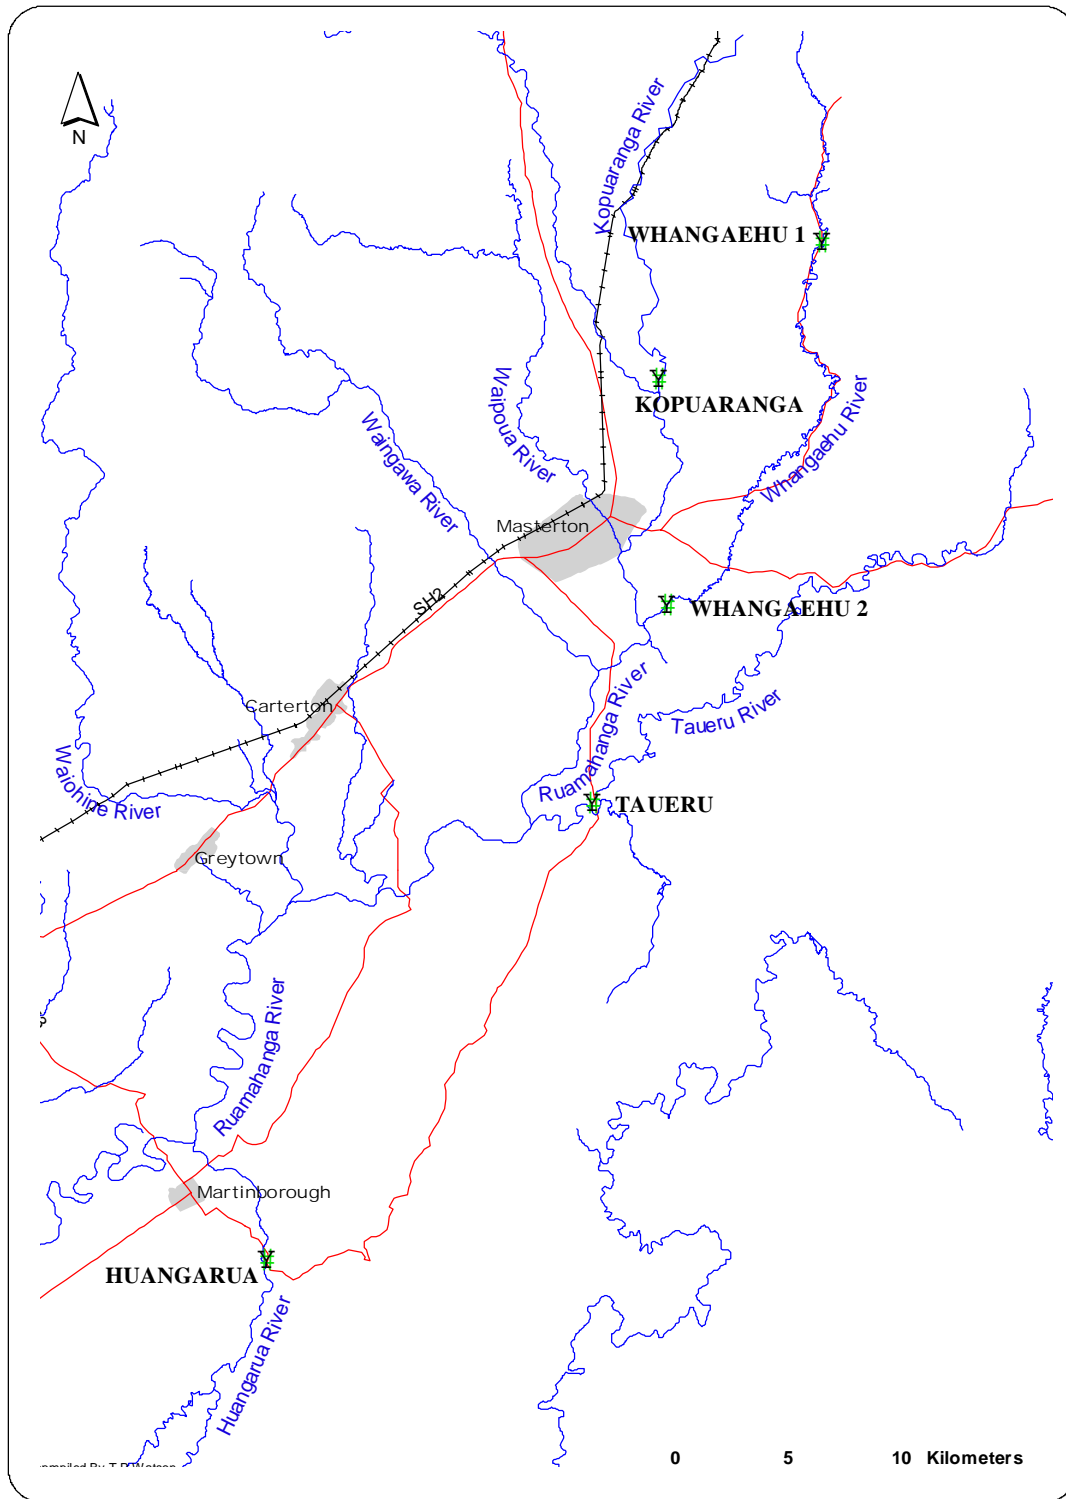 N
Kopuaranga River
WHANGAEHU 1
KOPUARANGA
Waipoua River
Waingawa River
Whangaehu River
Masterton
SH2
WHANGAEHU 2
Ruamahanga River
Taueru River
Carterton
Waiohine River
TAUERU
Greytown
Ruamahanga River
Martinborough
HUANGARUA
Huangarua River
0 5 10 Kilometers